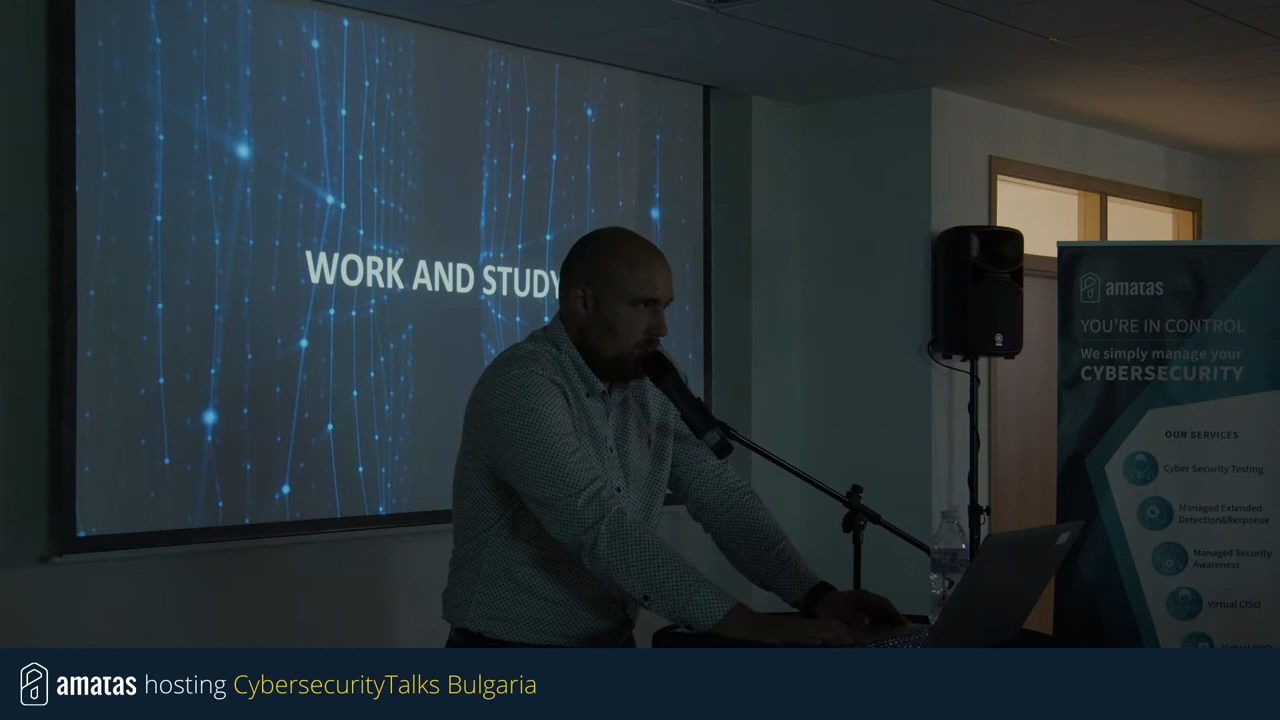 WORK AND STUDY
amatas
YOU'RE IN CONTROL
We simply manage your
CYBERSECURITY
OUR SERVICES
Cyber Security Testing
Managed Extended
Detection&Response
Managed Security
Awareness
Virtual CISO
amatas hosting CybersecurityTalks Bulgaria